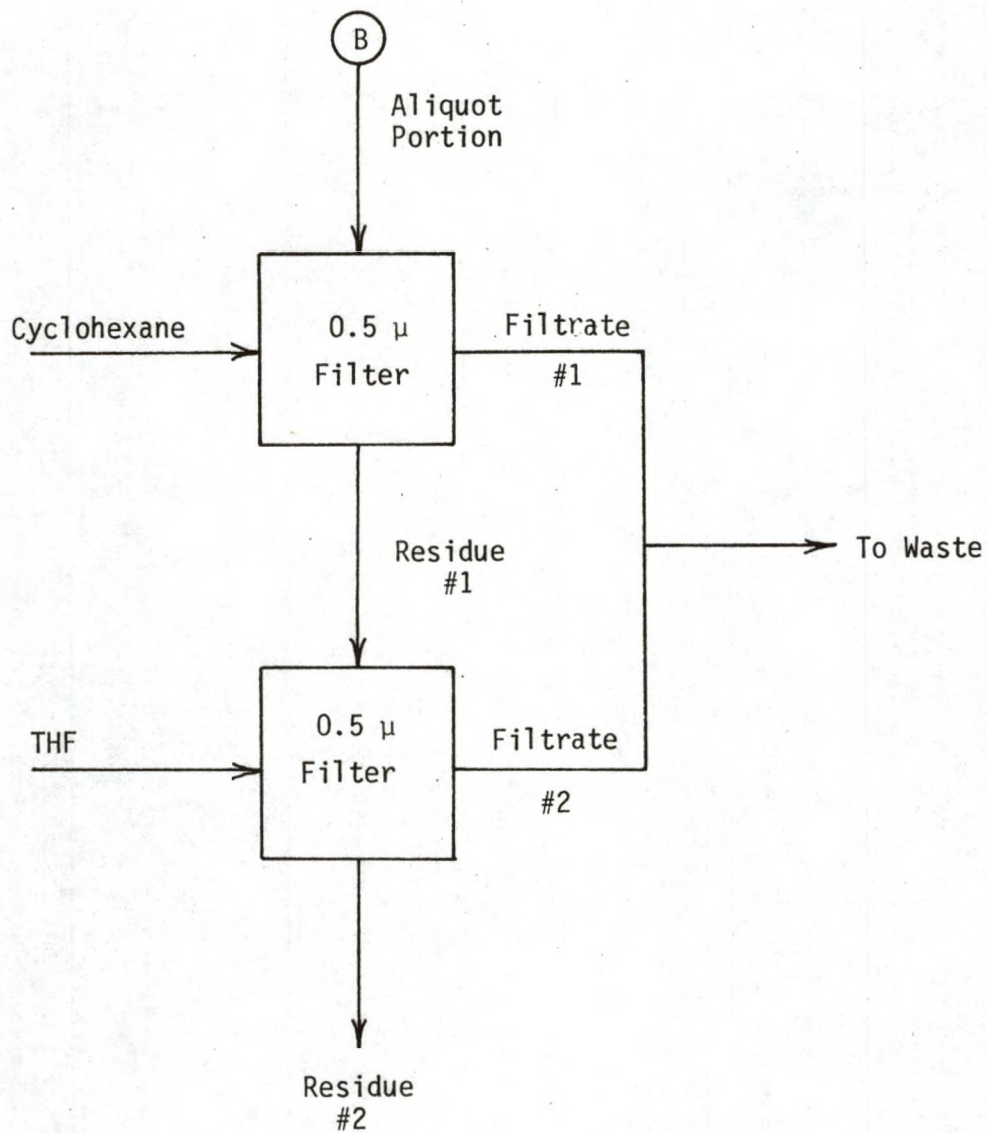 B
Aliquot
Portion
Cyclohexane
0.5 μ
Filter
Filtrate
#1
Residue
#1
To Waste
THF
0.5 μ
Filter
Filtrate
#2
Residue
#2